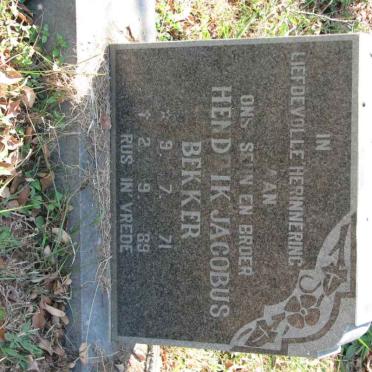 IN
LIEFDEVOLLE HERINNERING
AAN
ONS SEUN EN BROER
HENDRIK JACOBUS
BEKKER
* 9. 7. 71
† 2. 9. 89
RUS IN VREDE